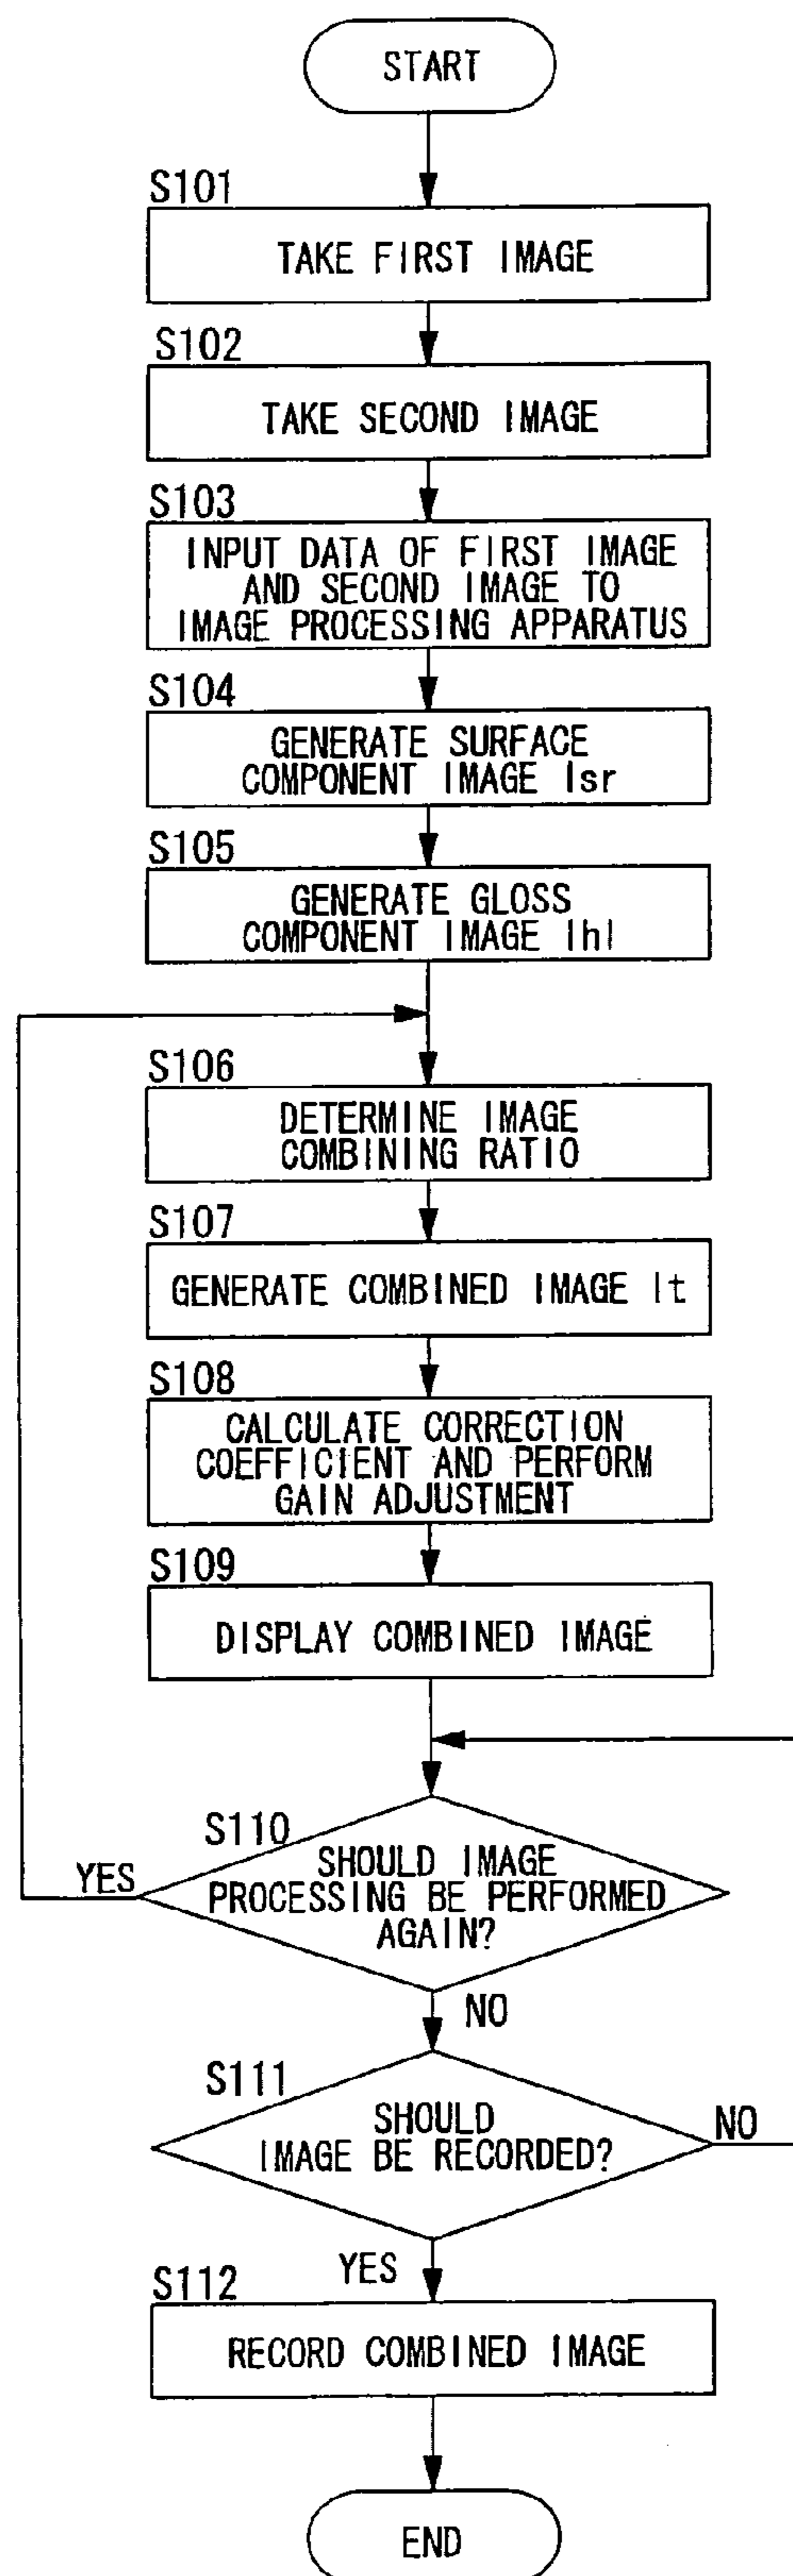 START
S101
TAKE FIRST IMAGE
S102
TAKE SECOND IMAGE
S103
INPUT DATA OF FIRST IMAGE
AND SECOND IMAGE TO
IMAGE PROCESSING APPARATUS
S104
GENERATE SURFACE
COMPONENT IMAGE Isr
S105
GENERATE GLOSS
COMPONENT IMAGE Ihl
S106
DETERMINE IMAGE
COMBINING RATIO
S107
GENERATE COMBINED IMAGE It
S108
CALCULATE CORRECTION
COEFFICIENT AND PERFORM
GAIN ADJUSTMENT
S109
DISPLAY COMBINED IMAGE
S110
SHOULD IMAGE
YES
PROCESSING BE PERFORMED
AGAIN?
NO
S111
SHOULD
NO
IMAGE BE RECORDED?
YES
S112
RECORD COMBINED IMAGE
END